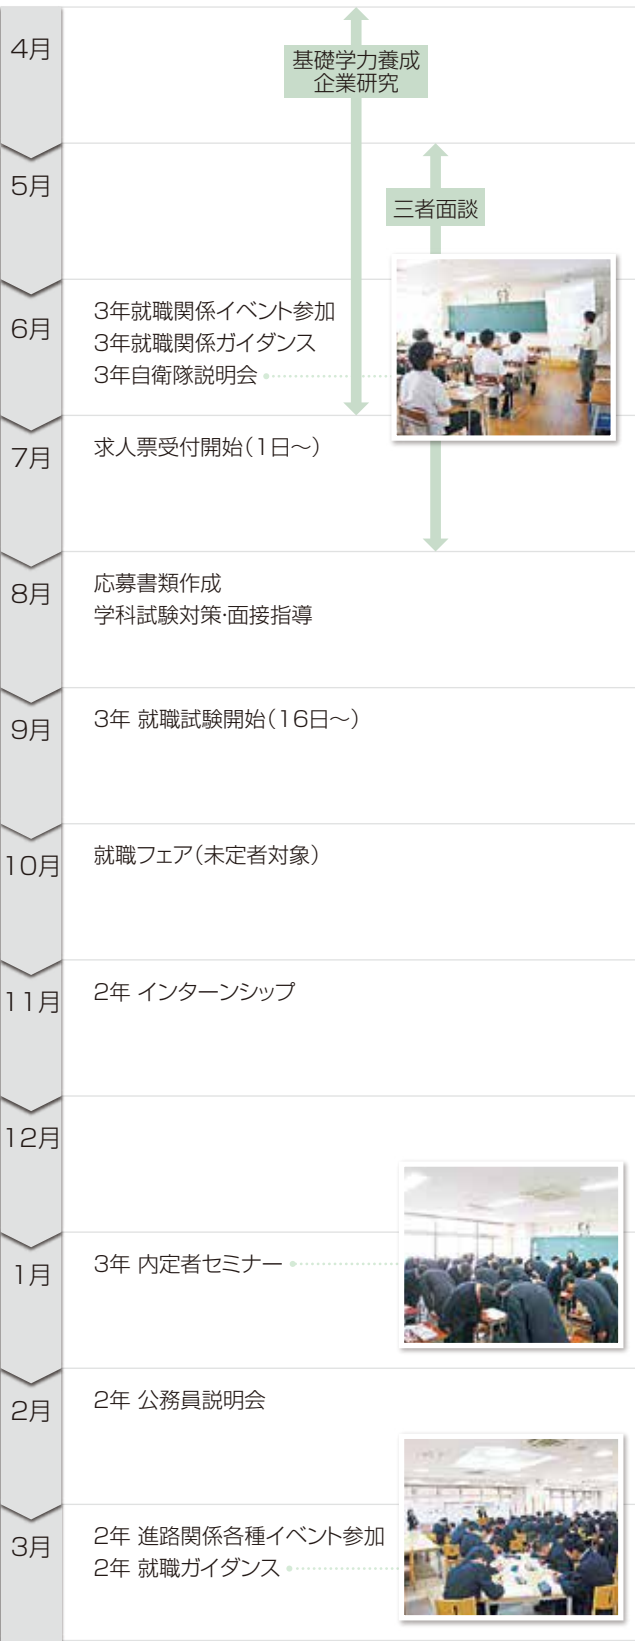 4月
基礎学力養成
企業研究
5月
三者面談
6月
3年就職関係イベント参加
3年就職関係ガイダンス
3年自衛隊説明会
7月
求人票受付開始(1日〜)
8月
応募書類作成
学科試験対策・面接指導
9月
3年 就職試験開始(16日〜)
10月
就職フェア(未定者対象)
11月
2年 インターンシップ
12月
1月
3年 内定者セミナー
2月
2年 公務員説明会
3月
2年 進路関係各種イベント参加
2年 就職ガイダンス